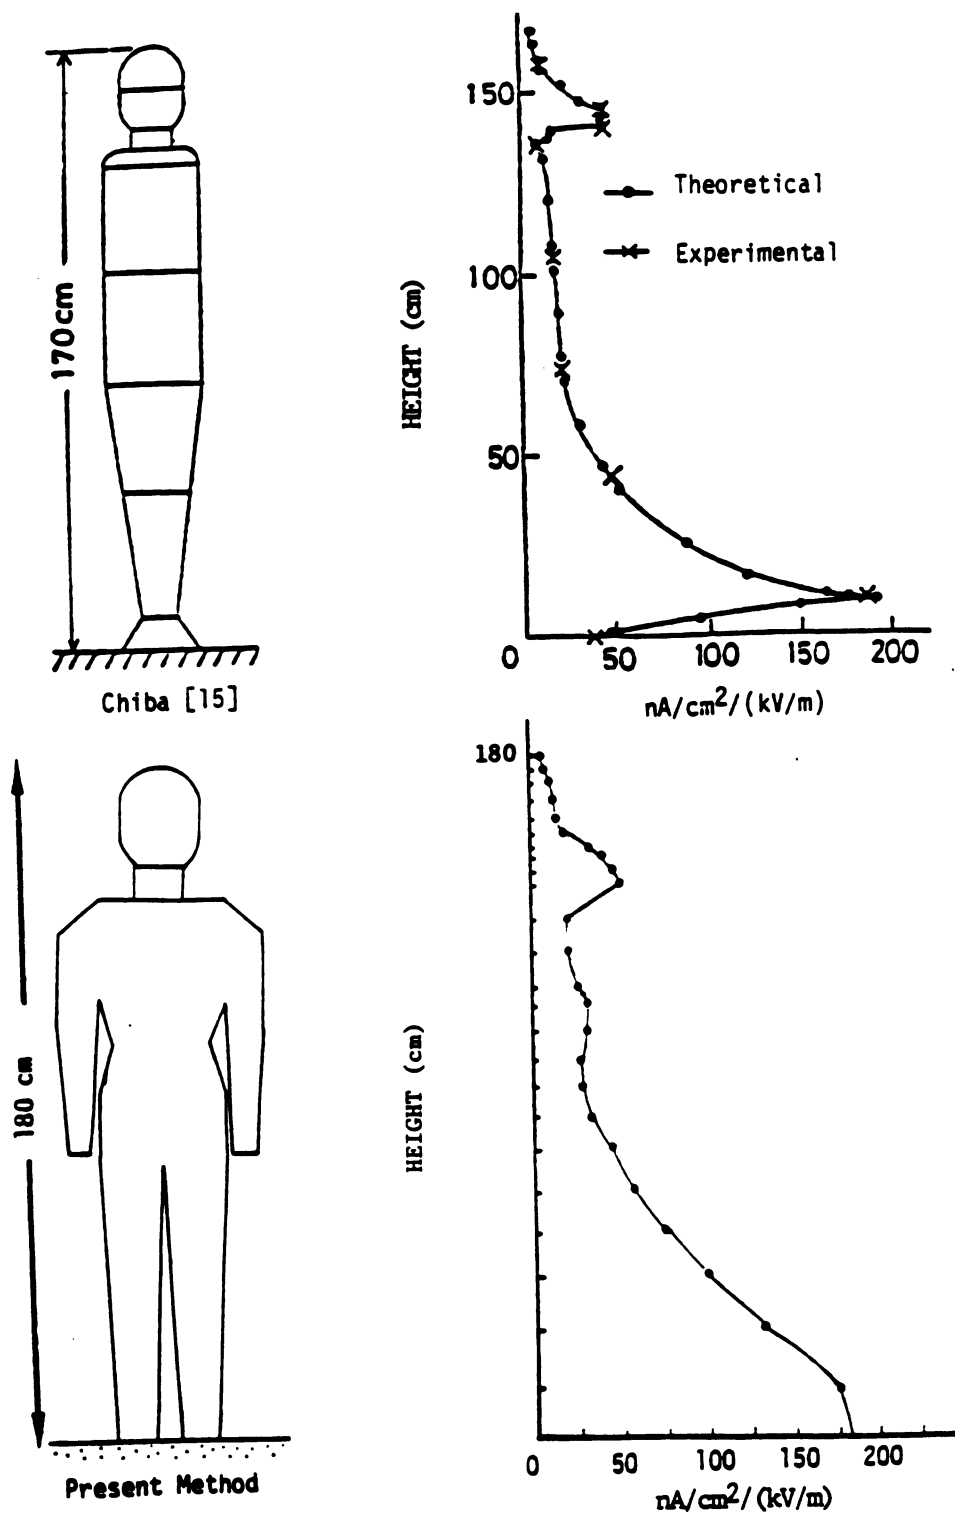 170cm
Chiba [15]
HEIGHT (cm)
150
100
50
0 50 100 150 200
nA/cm²/(kV/m)
Theoretical
Experimental
180 cm
Present Method
HEIGHT (cm)
180
0 50 100 150 200
nA/cm²/(kV/m)